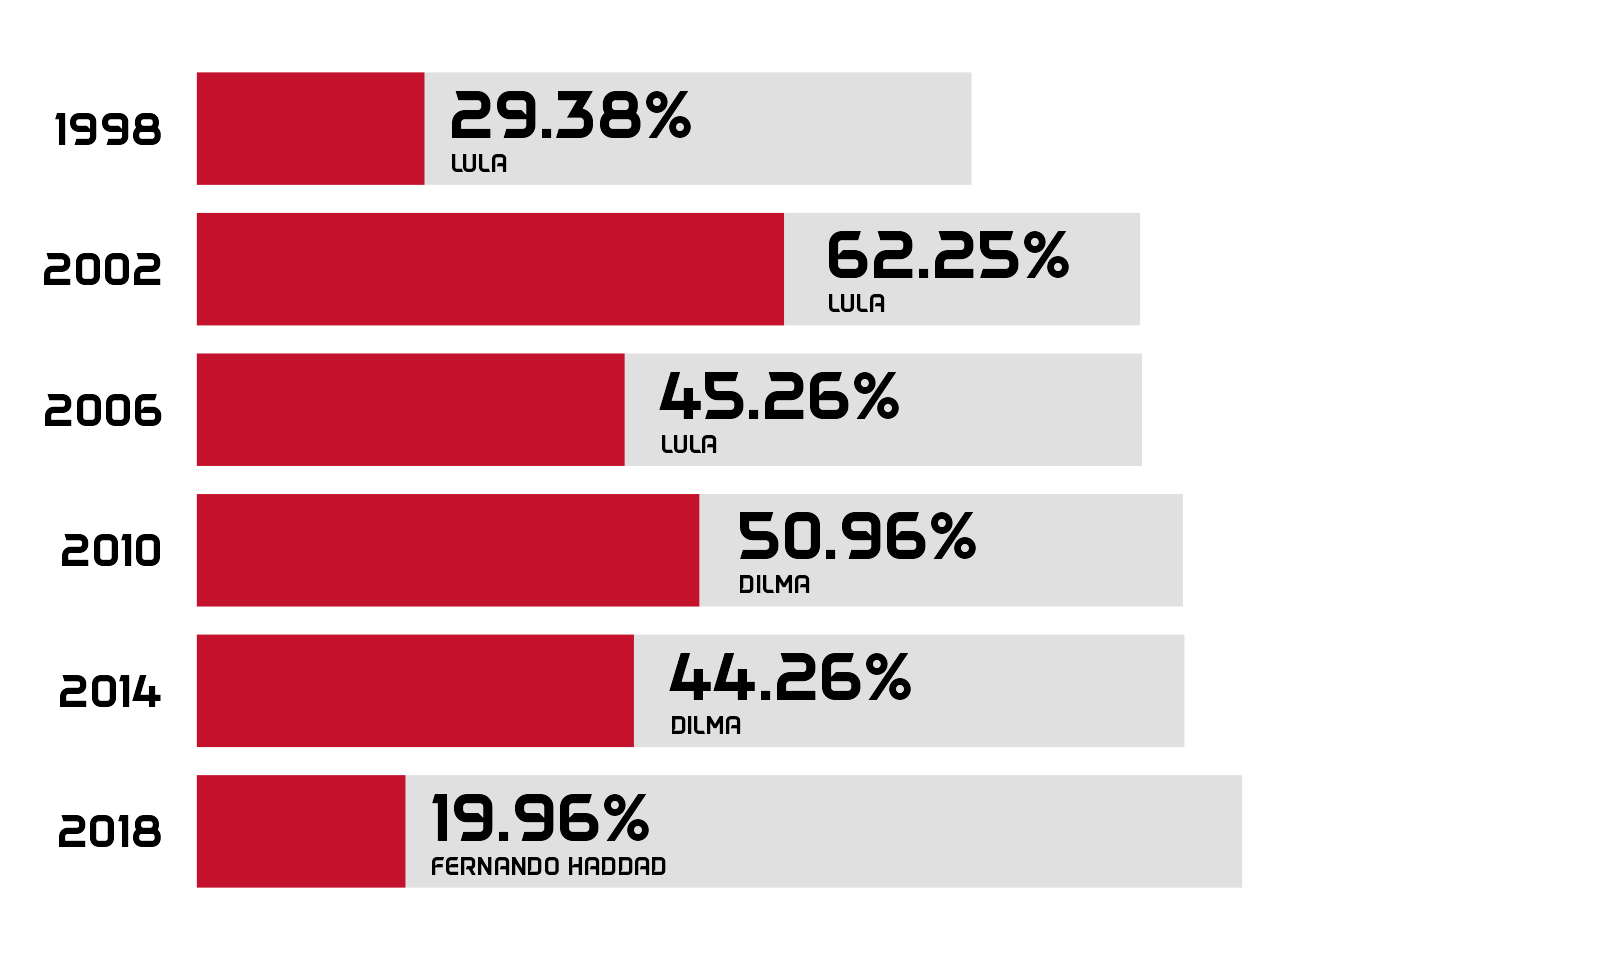 1998
29.38%
LULA
2002
62.25%
LULA
2006
45.26%
LULA
2010
50.96%
DILMA
2014
44.26%
DILMA
2018
19.96%
FERNANDO HADDAD